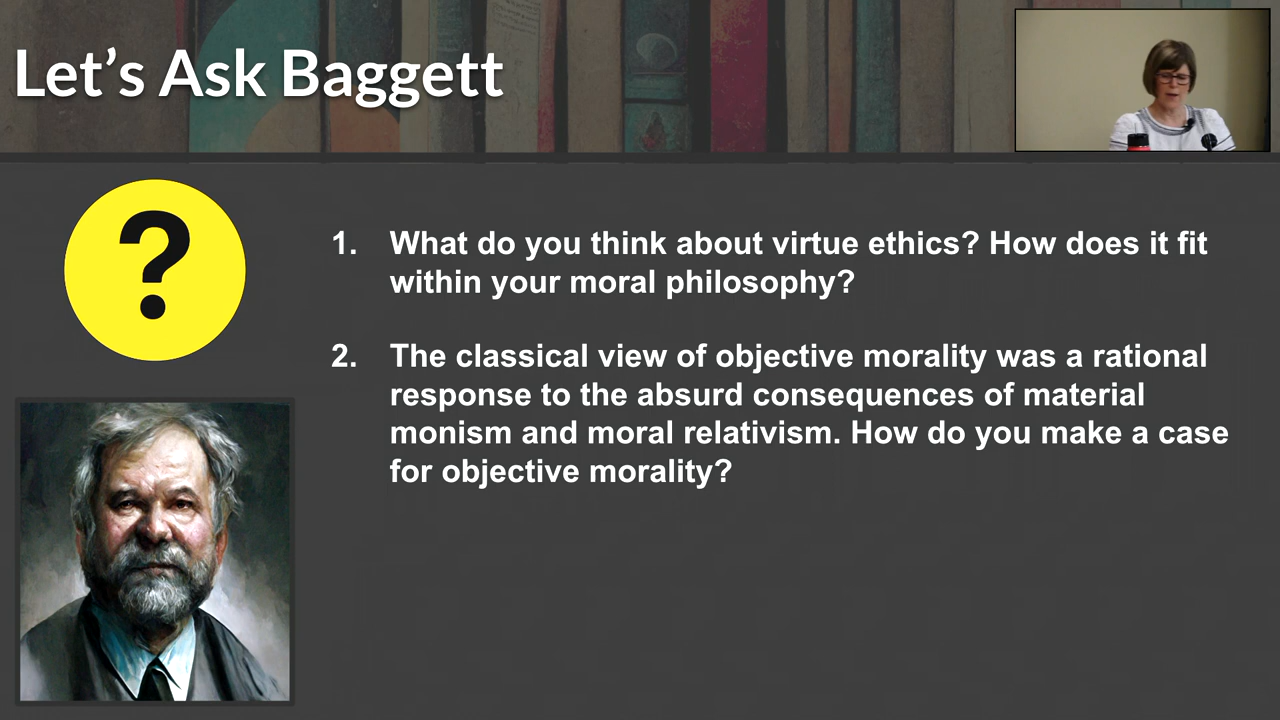 Let’s Ask Baggett
?
1. What do you think about virtue ethics? How does it fit
within your moral philosophy?
2. The classical view of objective morality was a rational
response to the absurd consequences of material
monism and moral relativism. How do you make a case
for objective morality?